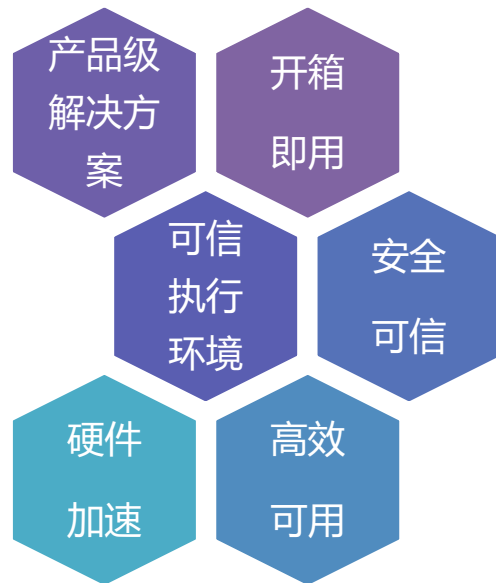 产品级
解决方
案
开箱
即用
可信
执行
环境
安全
可信
硬件
加速
高效
可用